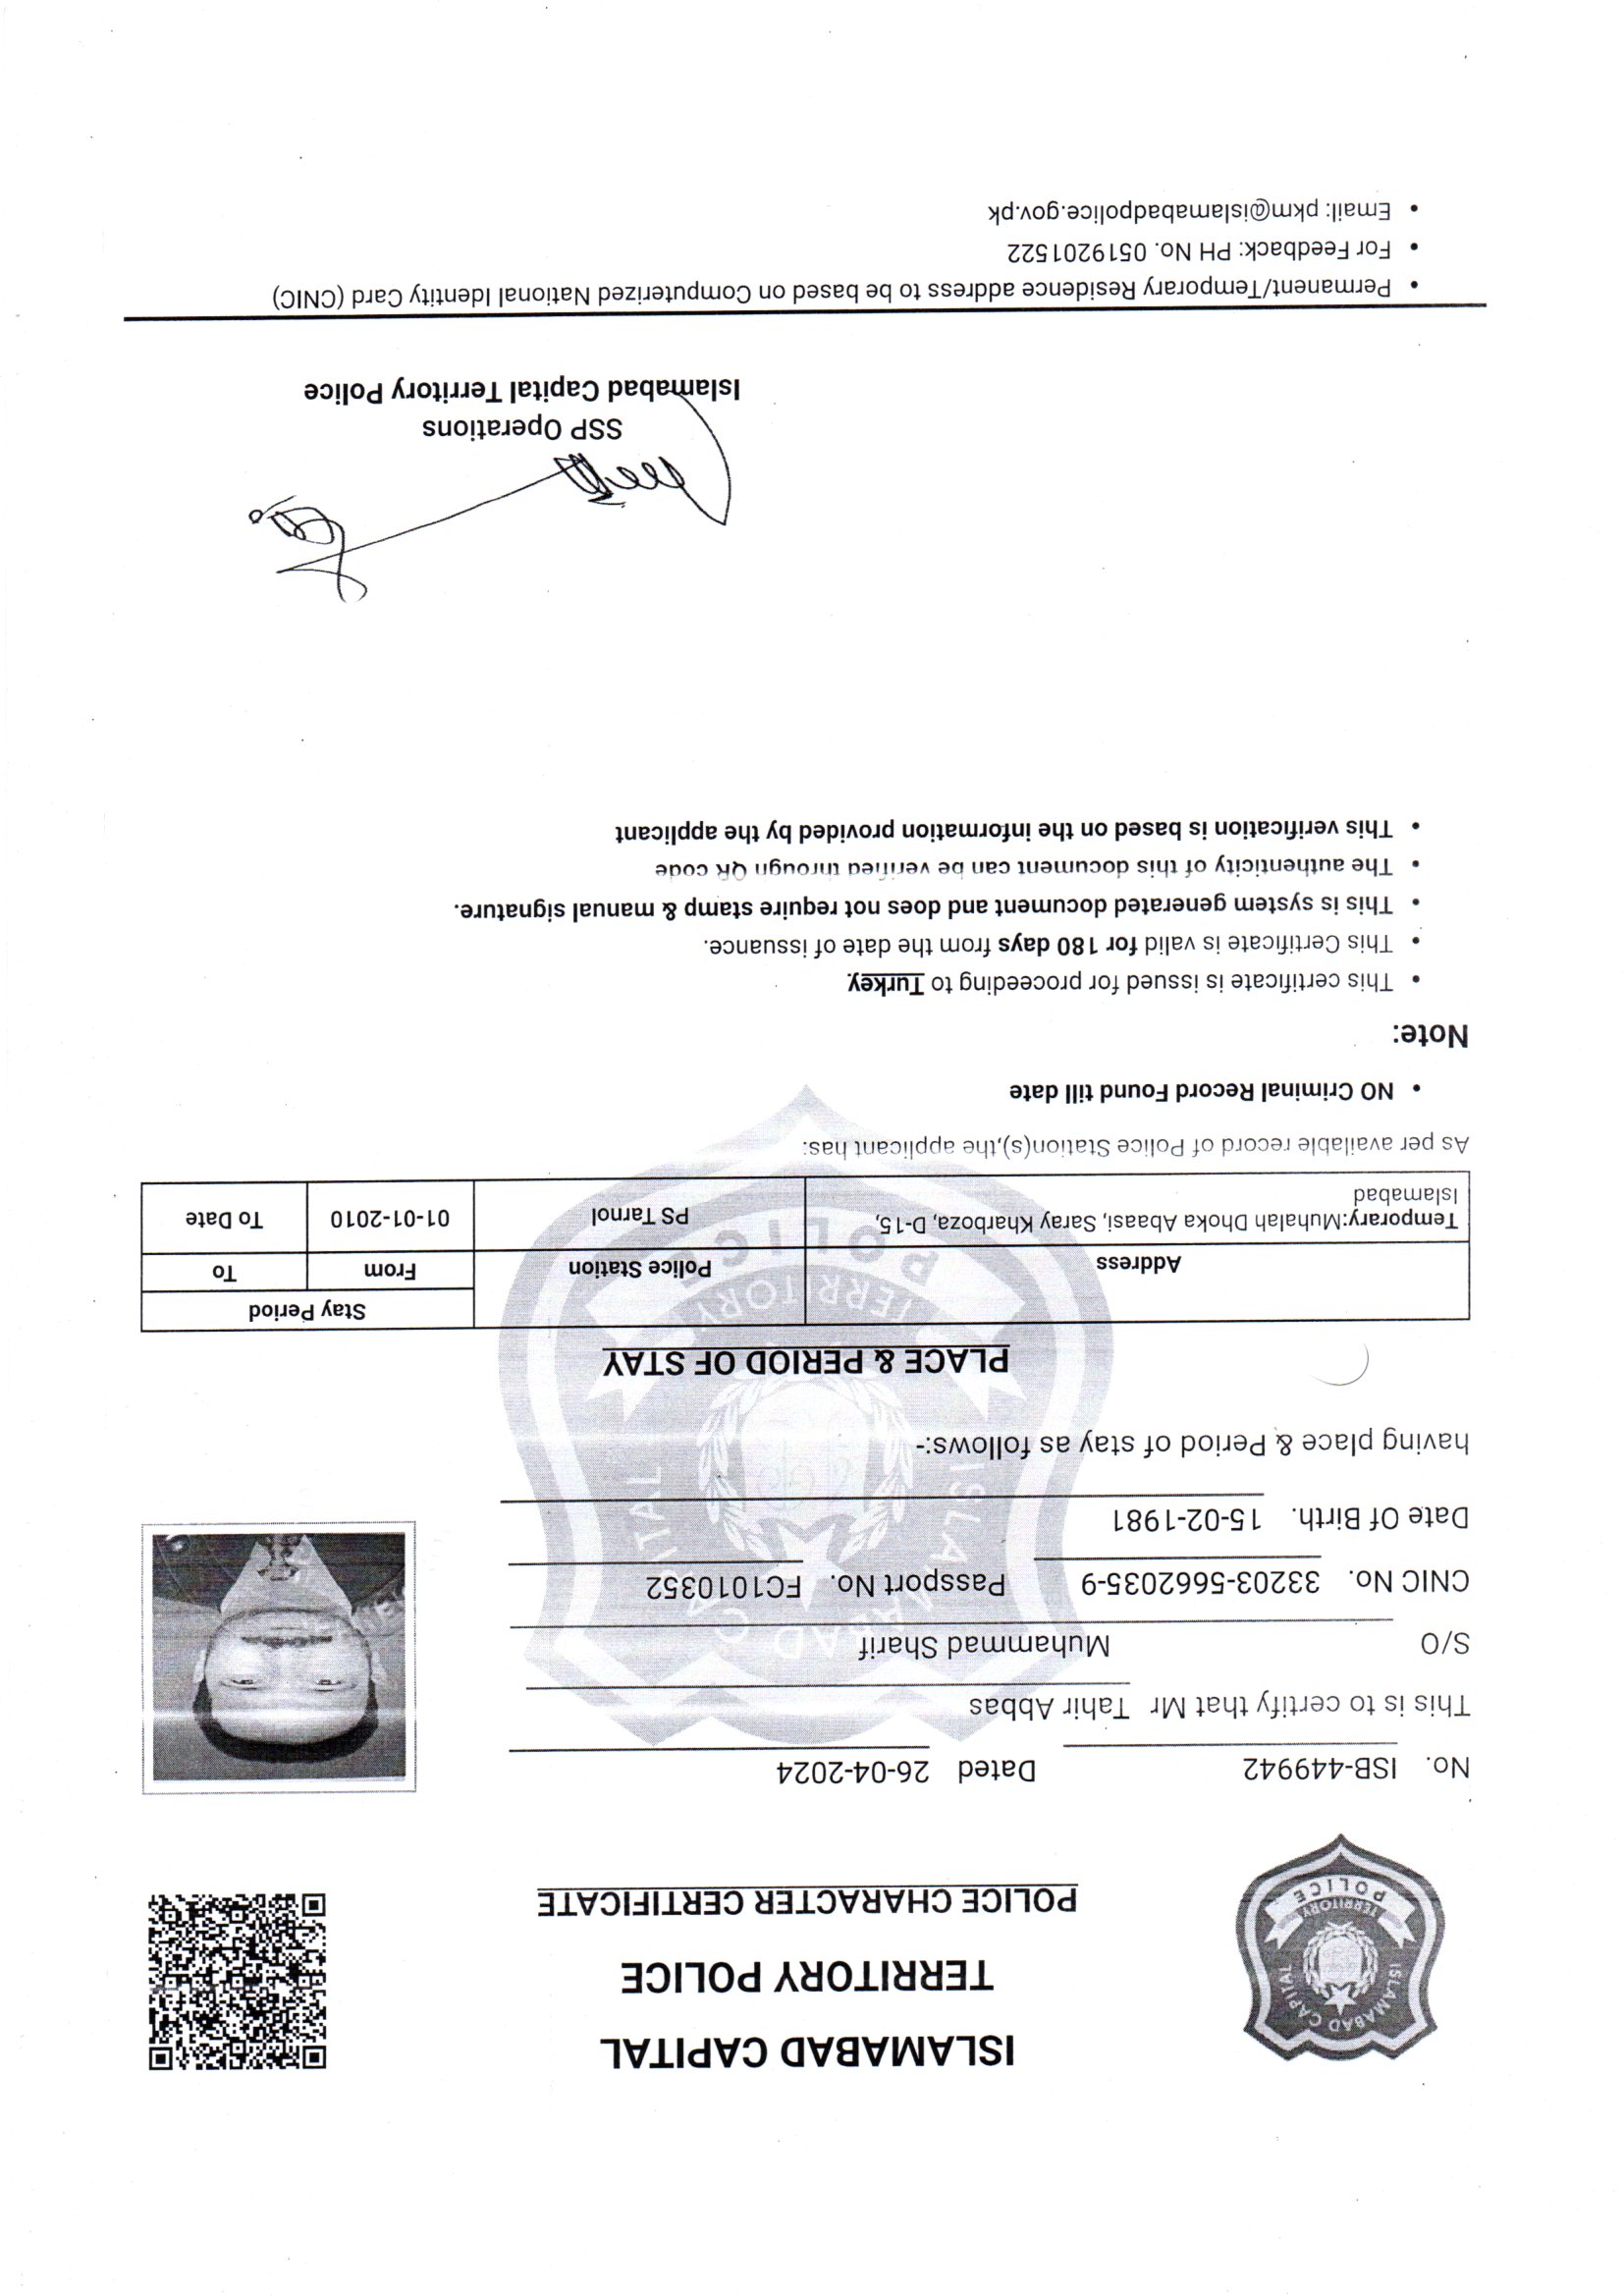 ISLAMABAD CAPITAL
TERRITORY POLICE
POLICE CHARACTER CERTIFICATE
ISLAMABAD CAPITAL
TERRITORY
POLICE
No. ISB-449942 Dated 26-04-2024
This is to certify that Mr Tahir Abbas
S/O Muhammad Sharif
CNIC No. 33203-5662035-9 Passport No. FC1010352
Date Of Birth. 15-02-1981
having place & Period of stay as follows:-
ISLAMABAD CAPITAL
TERRITORY
POLICE
PLACE & PERIOD OF STAY
Address Police Station Stay Period
From To
Temporary:Muhalah Dhoka Abaasi, Saray Kharboza, D-15,
Islamabad
PS Tarnol 01-01-2010 To Date
As per available record of Police Station(s),the applicant has:
• NO Criminal Record Found till date
Note:
• This certificate is issued for proceeding to Turkey
• This Certificate is valid for 180 days from the date of issuance.
• This is system generated document and does not require stamp & manual signature.
• The authenticity of this document can be verified through QR code
• This verification is based on the information provided by the applicant
SSP Operations
Islamabad Capital Territory Police
• Permanent/Temporary Residence address to be based on Computerized National Identity Card (CNIC)
• For Feedback: PH No. 0519201522
• Email: pkm@islamabadpolice.gov.pk